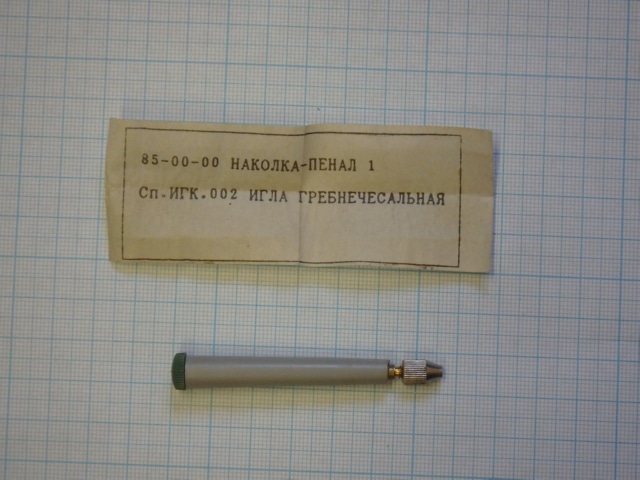 85-00-00 НАКОЛКА-ПЕНАЛ 1
Сп.ИГК.002 ИГЛА ГРЕБНЕЧЕСАЛЬНАЯ